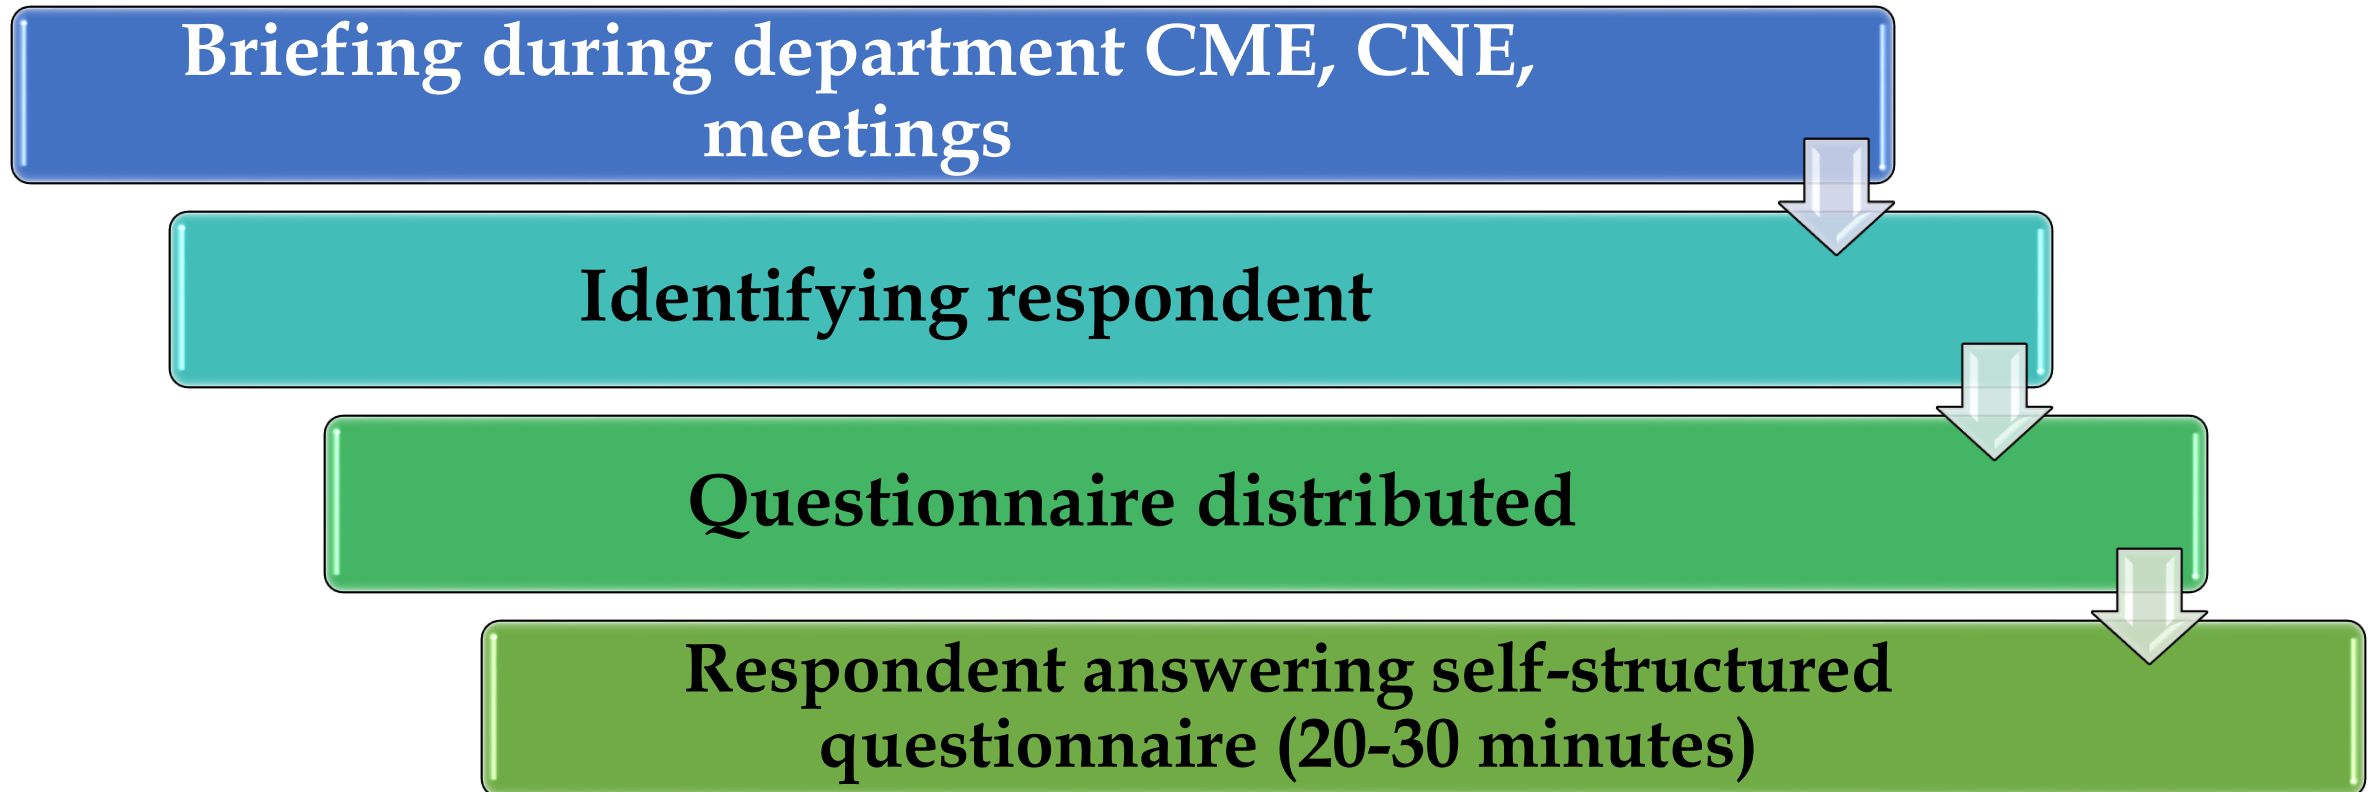 Briefing during department CME, CNE,
meetings
Identifying respondent
Questionnaire distributed
Respondent answering self-structured
questionnaire (20-30 minutes)